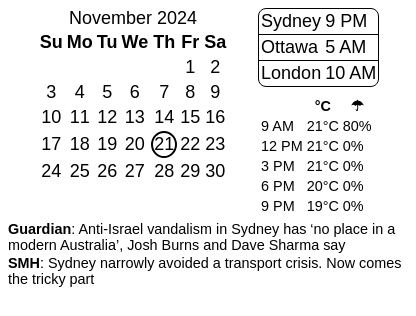 November 2024
Su Mo Tu We Th Fr Sa
1 2
3 4 5 6 7 8 9
10 11 12 13 14 15 16
17 18 19 20 21 22 23
24 25 26 27 28 29 30
Sydney 9 PM
Ottawa 5 AM
London 10 AM
°C ☂
9 AM 21°C 80%
12 PM 21°C 0%
3 PM 21°C 0%
6 PM 20°C 0%
9 PM 19°C 0%
Guardian: Anti-Israel vandalism in Sydney has ‘no place in a
modern Australia’, Josh Burns and Dave Sharma say
SMH: Sydney narrowly avoided a transport crisis. Now comes
the tricky part